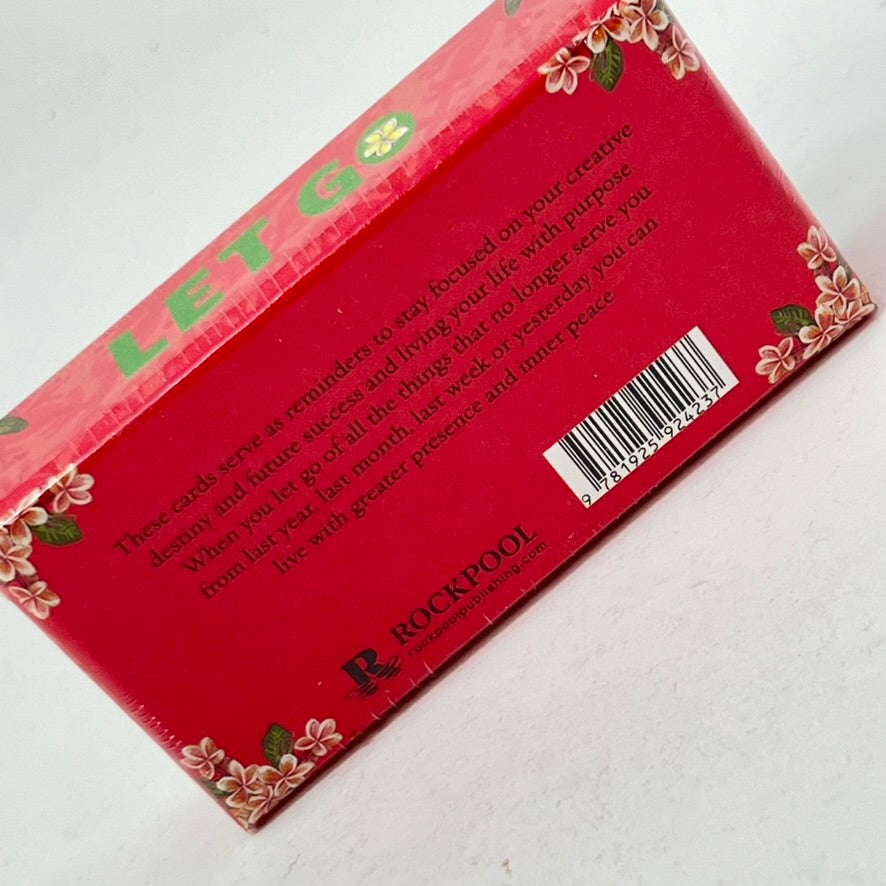 LET GO
These cards serve as reminders to stay focused on your creative
destiny and future success and living your life with purpose
When you let go of all the things that no longer serve you
from last year, last month, last week or yesterday you can
live with greater presence and inner peace
9 781925 924237
R ROCKPOOL
rockpoolpublishing.com